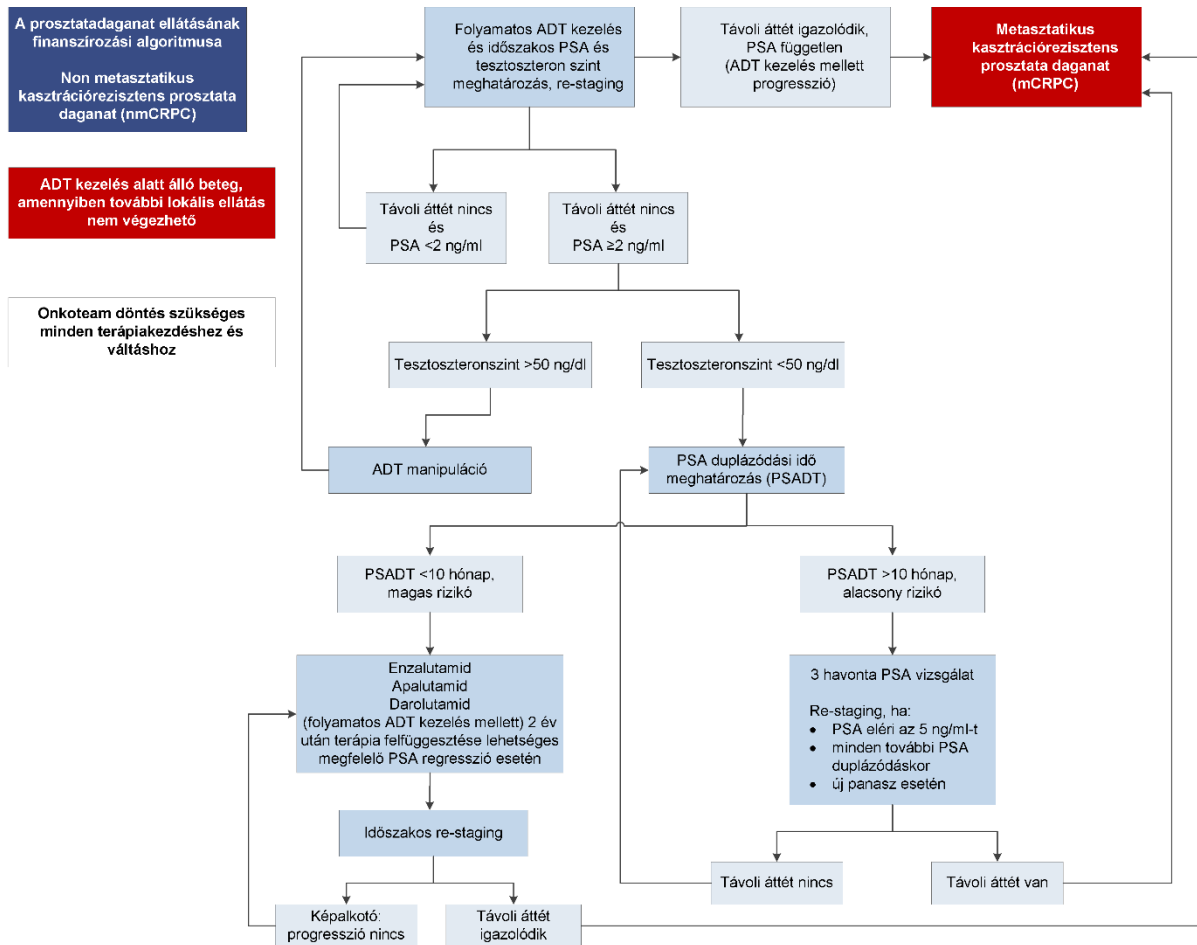 A prosztatadaganat ellátásának
finanszírozási algoritmusa
Non metasztatikus
kasztrációrezisztens prosztata
daganat (nmCRPC)
Folyamatos ADT kezelés
és időszakos PSA és
tesztoszteron szint
meghatározás, re-staging
Távoli áttét igazolódik,
PSA független
(ADT kezelés mellett
progresszió)
Metasztatikus
kasztrációrezisztens
prosztata daganat
(mCRPC)
ADT kezelés alatt álló beteg,
amennyiben további lokális ellátás
nem végezhető
Távoli áttét nincs
és
PSA <2 ng/ml
Távoli áttét nincs
és
PSA ≥2 ng/ml
Onkoteam döntés szükséges
minden terápiakezdéshez és
váltáshoz
Tesztoszteronszint >50 ng/dl
Tesztoszteronszint <50 ng/dl
ADT manipuláció
PSA duplázódási idő
meghatározás (PSADT)
PSADT <10 hónap,
magas rizikó
PSADT >10 hónap,
alacsony rizikó
Enzalutamid
Apalutamid
Darolutamid
(folyamatos ADT kezelés mellett) 2 év
után terápia felfüggesztése lehetséges
megfelelő PSA regresszió esetén
3 havonta PSA vizsgálat
Re-staging, ha:
• PSA eléri az 5 ng/ml-t
• minden további PSA
duplázódáskor
• új panasz esetén
Időszakos re-staging
Távoli áttét nincs
Távoli áttét van
Képalkotó:
progresszió nincs
Távoli áttét
igazolódik